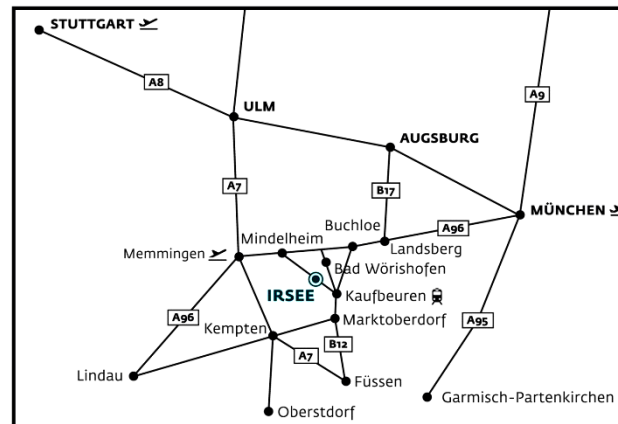 STUTTGART
A8
A9
ULM
AUGSBURG
A7
B17
MÜNCHEN
Buchloe
A96
Mindelheim
Landsberg
Memmingen
Bad Wörishofen
IRSEE
Kaufbeuren
A96
Marktoberdorf
A95
Kempten
B12
A7
Lindau
Füssen
Garmisch-Partenkirchen
Oberstdorf